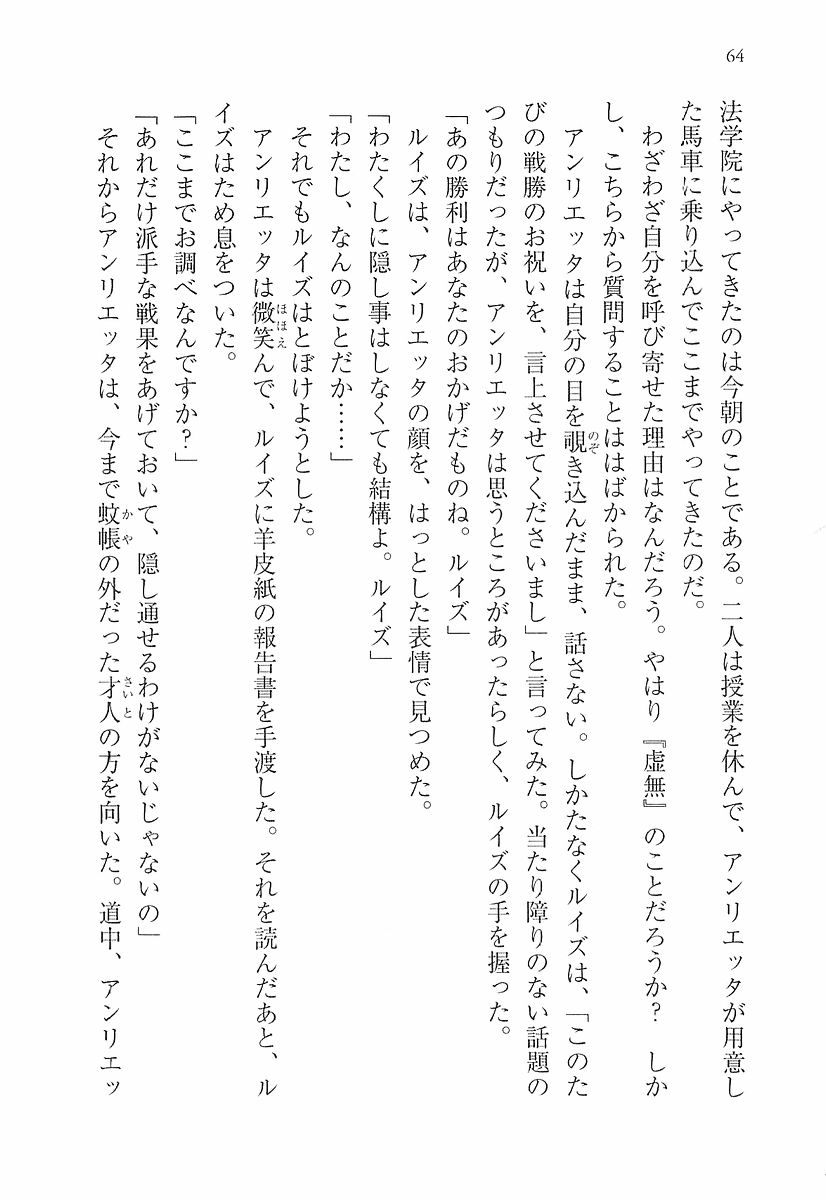 64
法学院にやってきたのは今朝のことである。二人は授業を休んで、アンリエッタが用意し
た馬車に乗り込んでここまでやってきたのだ。
わざわざ自分を呼び寄せた理由はなんだろう。やはり『虚無』のことだろうか？　しか
し、こちらから質問することははばかられた。
アンリエッタは自分の目を覗き込んだまま、話さない。しかたなくルイズは、「このた
びの戦勝のお祝いを、言上させてくださいまし」と言ってみた。当たり障りのない話題の
つもりだったが、アンリエッタは思うところがあったらしく、ルイズの手を握った。
「あの勝利はあなたのおかげだものね。ルイズ」
ルイズは、アンリエッタの顔を、はっとした表情で見つめた。
「わたくしに隠し事はしなくても結構よ。ルイズ」
「わたし、なんのことだか……」
それでもルイズはとぼけようとした。
アンリエッタは微笑んで、ルイズに羊皮紙の報告書を手渡した。それを読んだあと、ル
イズはため息をついた。
「ここまでお調べなんですか？」
「あれだけ派手な戦果をあげておいて、隠し通せるわけがないじゃないの」
それからアンリエッタは、今まで蚊帳の外だった才人の方を向いた。道中、アンリエッ